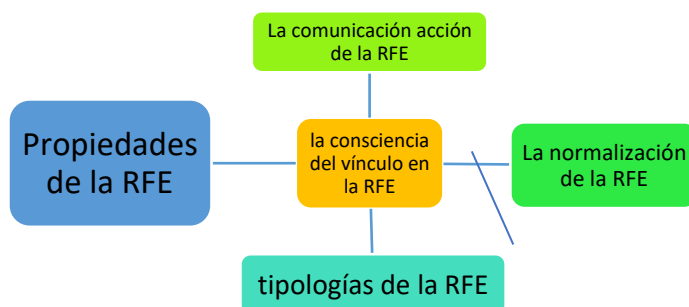 La comunicación acción
de la RFE
Propiedades
de la RFE
la consciencia
del vínculo en
la RFE
La normalización
de la RFE
tipologías de la RFE